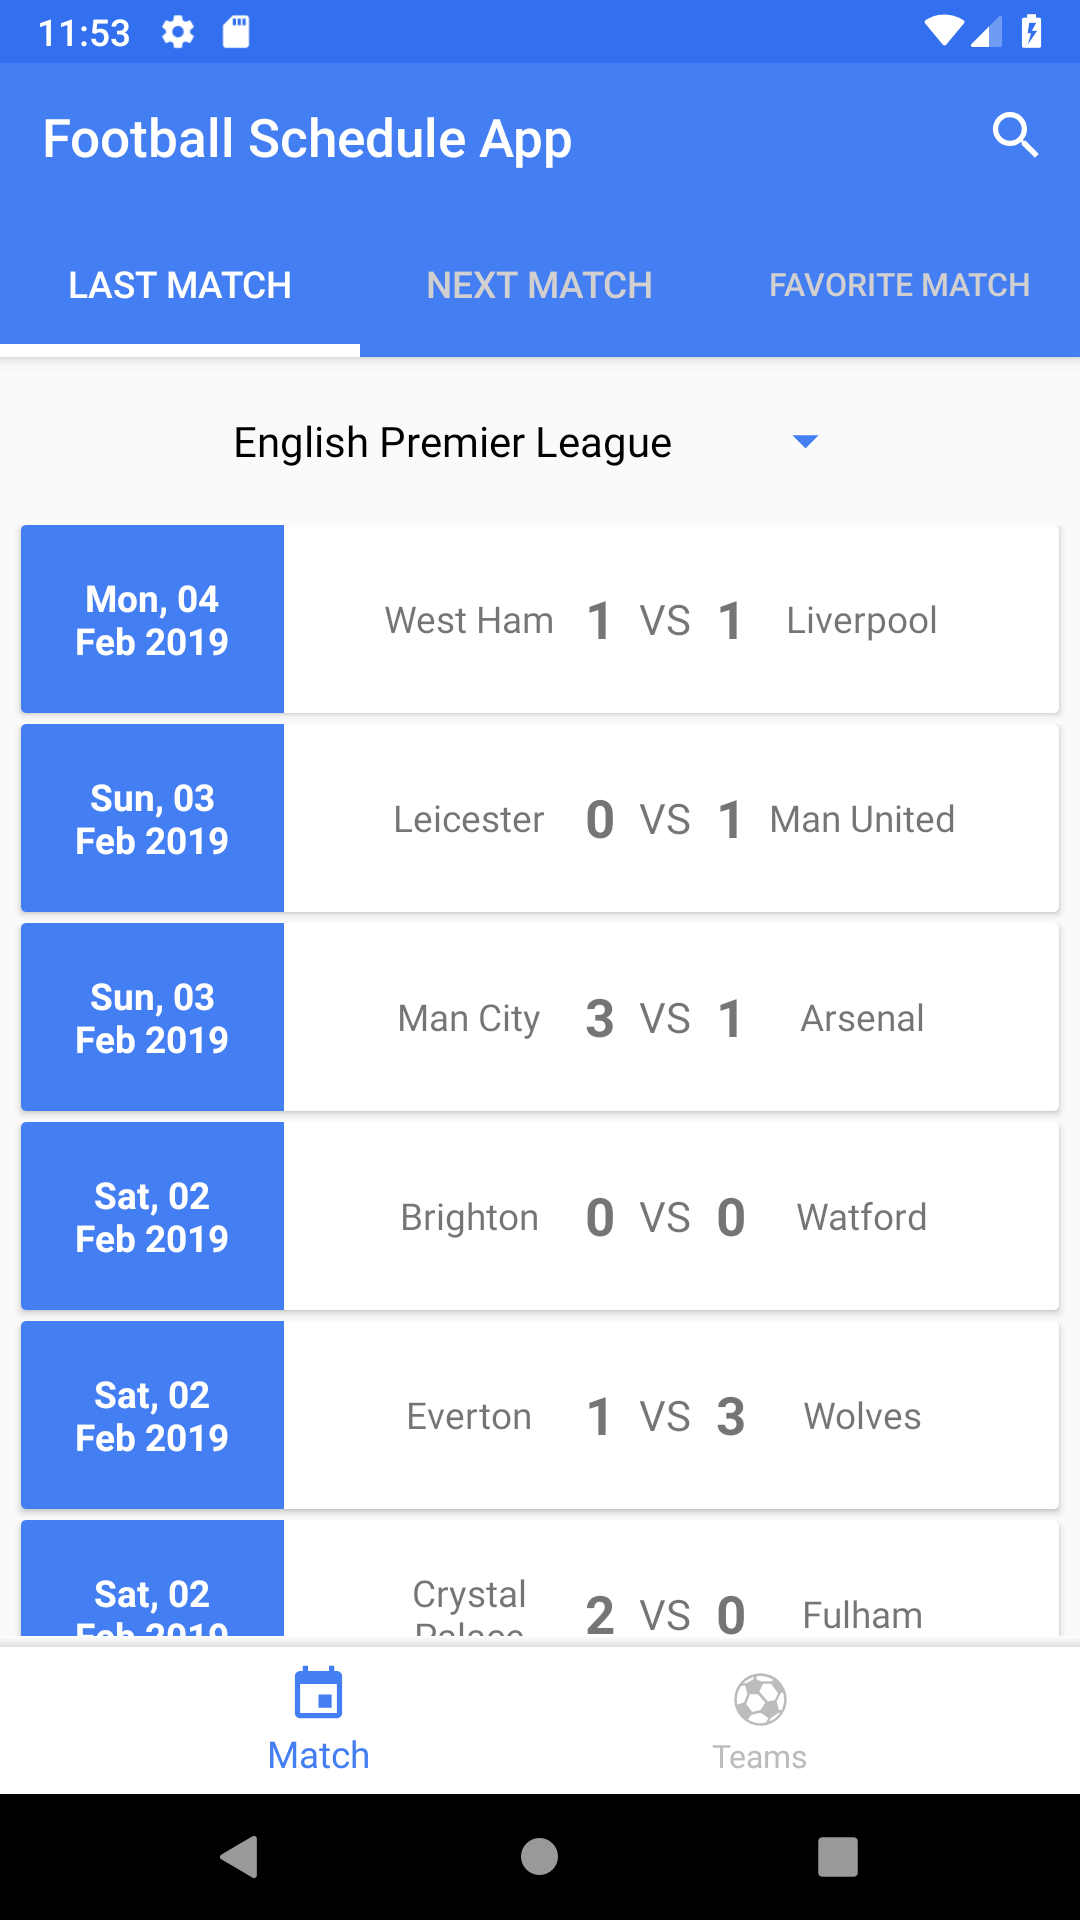 11:53
Football Schedule App
LAST MATCH NEXT MATCH FAVORITE MATCH
English Premier League
Mon, 04
Feb 2019
West Ham 1 VS 1 Liverpool
Sun, 03
Feb 2019
Leicester 0 VS 1 Man United
Sun, 03
Feb 2019
Man City 3 VS 1 Arsenal
Sat, 02
Feb 2019
Brighton 0 VS 0 Watford
Sat, 02
Feb 2019
Everton 1 VS 3 Wolves
Sat, 02
Feb 2019
Crystal
Palace
2 VS 0 Fulham
Match
Teams